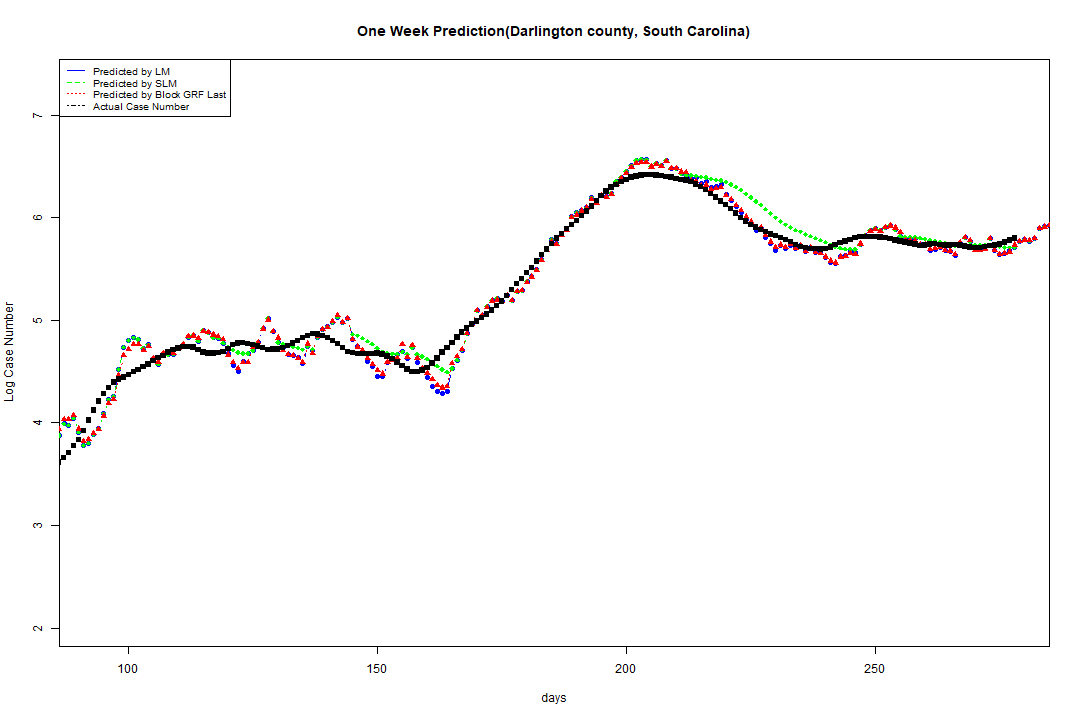 One Week Prediction(Darlington county, South Carolina)
Predicted by LM
Predicted by SLM
Predicted by Block GRF Last
Actual Case Number
7
6
5
4
3
2
Log Case Number
100 150 200 250
days